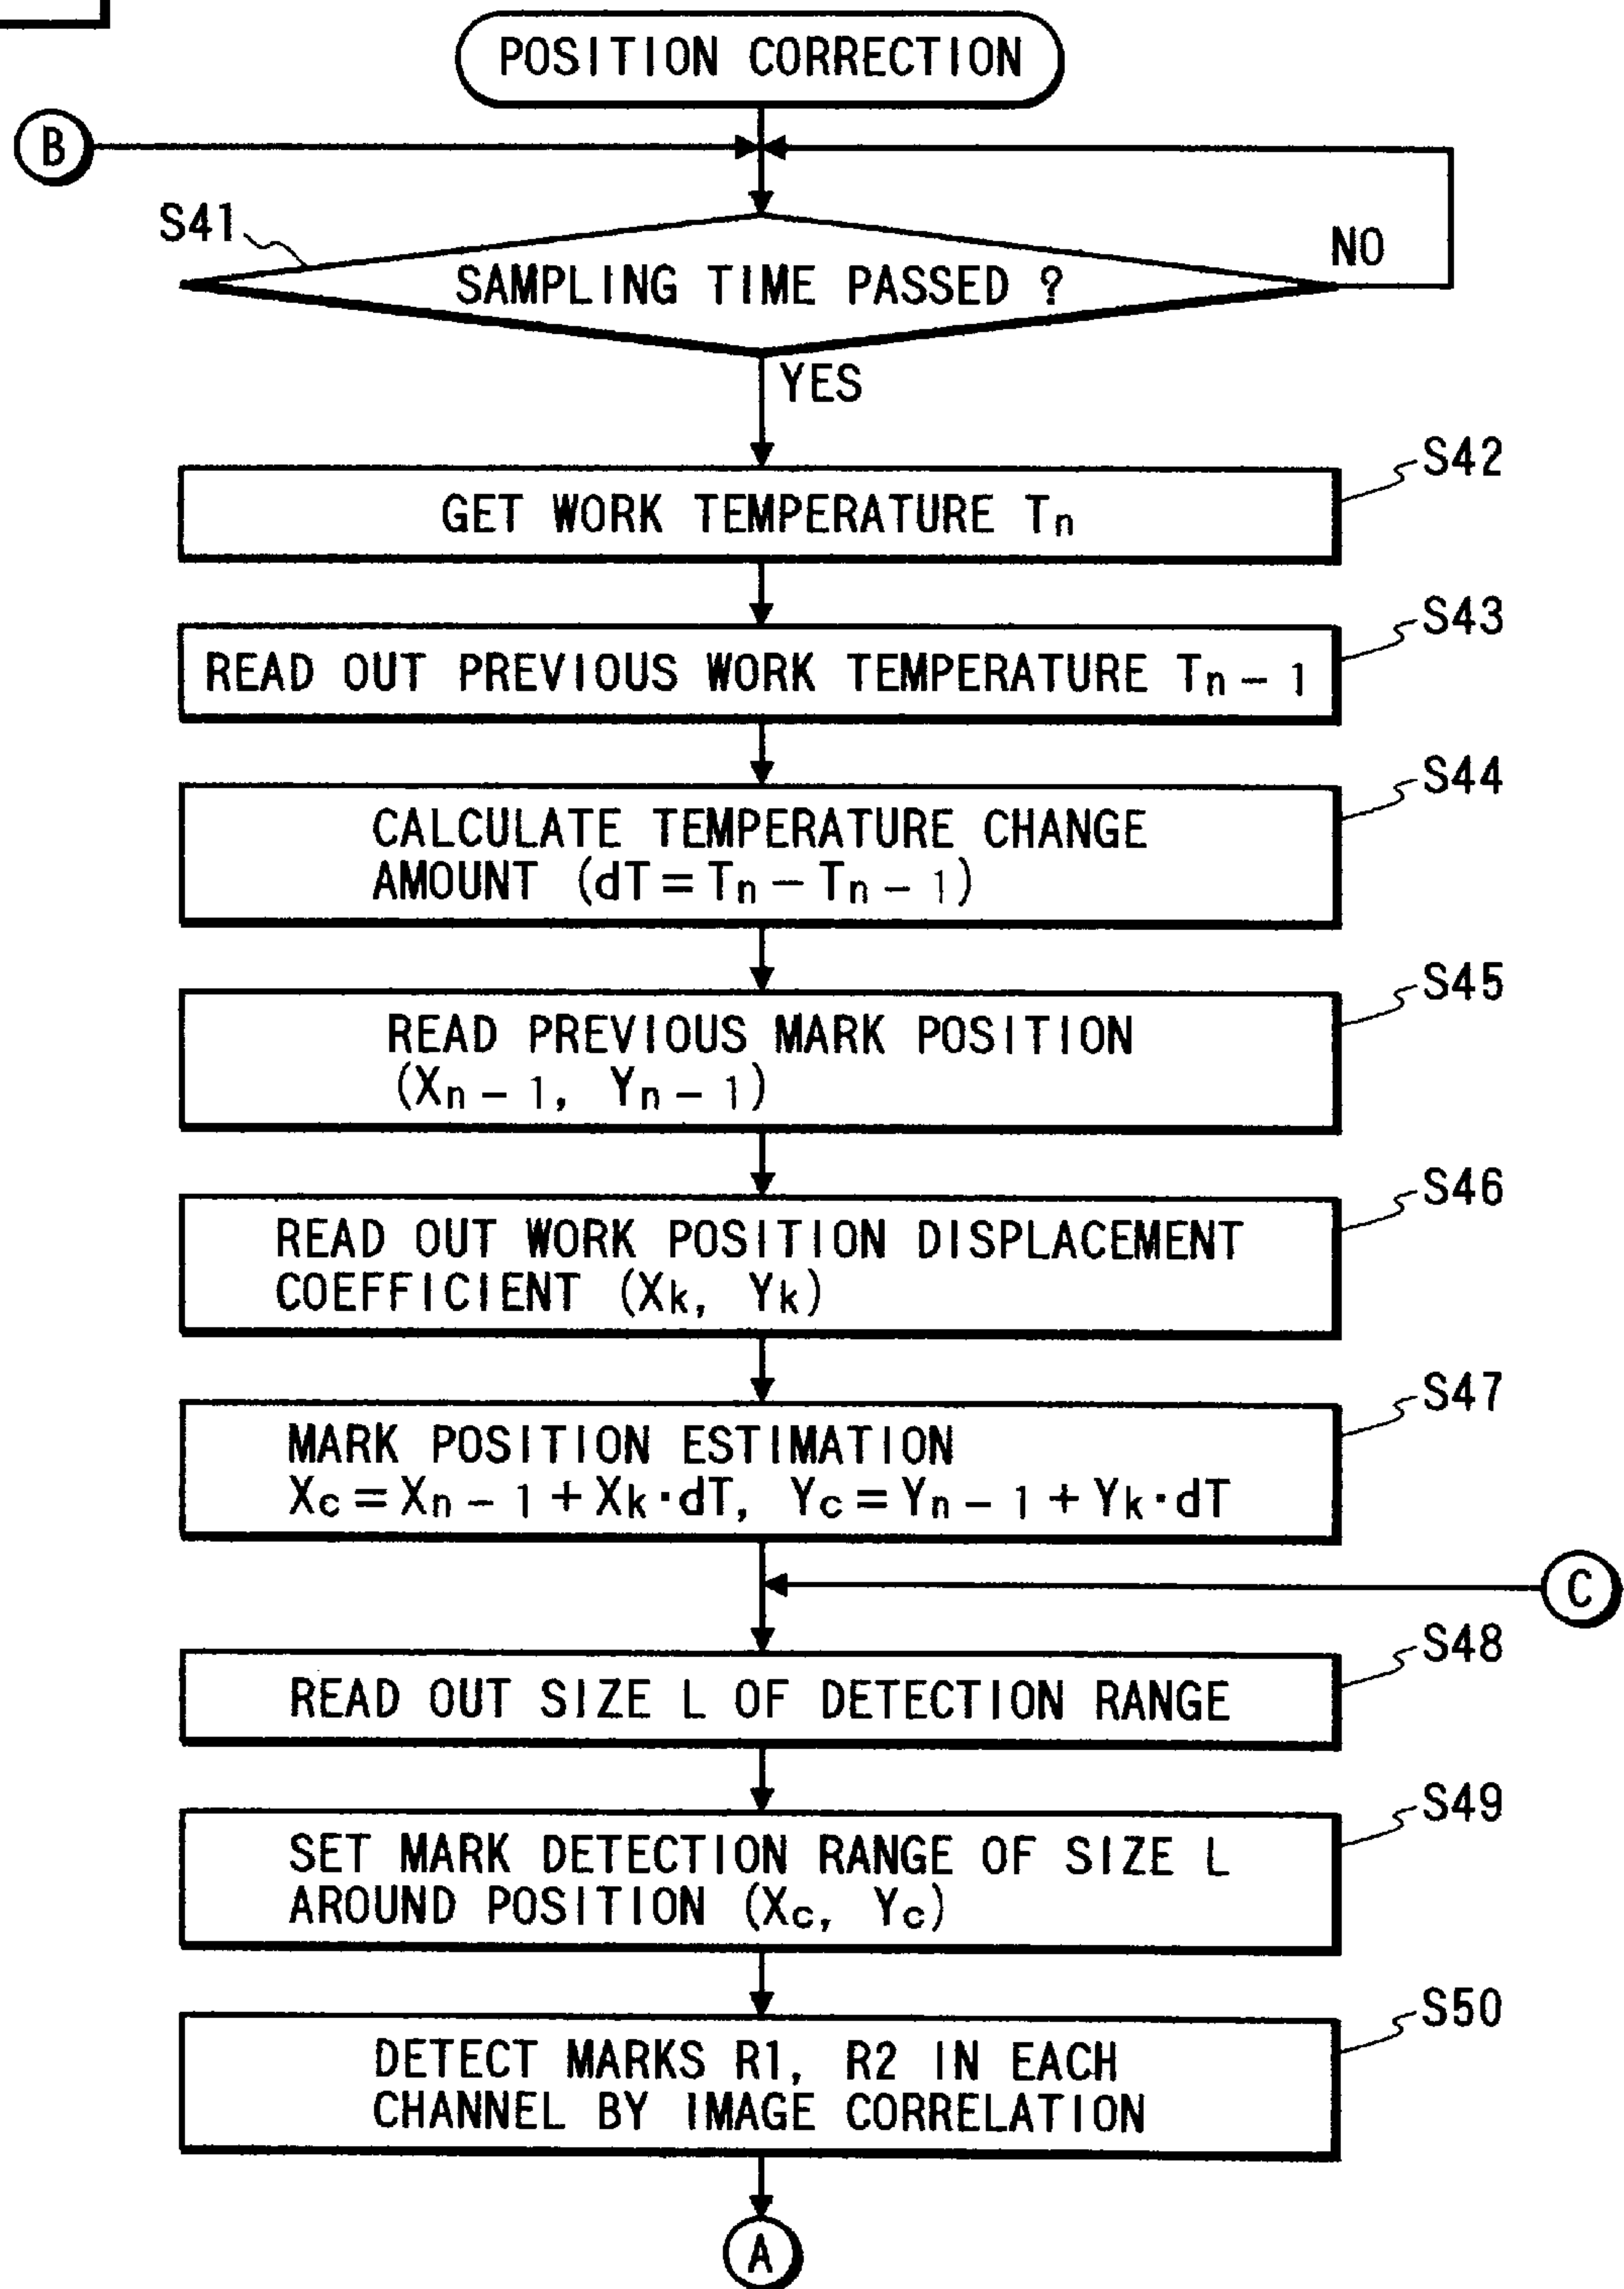 POSITION CORRECTION
B
S41
SAMPLING TIME PASSED ?
NO
YES
S42
GET WORK TEMPERATURE Tn
S43
READ OUT PREVIOUS WORK TEMPERATURE Tn-1
S44
CALCULATE TEMPERATURE CHANGE
AMOUNT (dT=Tn-Tn-1)
S45
READ PREVIOUS MARK POSITION
(Xn-1, Yn-1)
S46
READ OUT WORK POSITION DISPLACEMENT
COEFFICIENT (Xk, Yk)
S47
MARK POSITION ESTIMATION
Xc=Xn-1+Xk·dT, Yc=Yn-1+Yk·dT
C
S48
READ OUT SIZE L OF DETECTION RANGE
S49
SET MARK DETECTION RANGE OF SIZE L
AROUND POSITION (Xc, Yc)
S50
DETECT MARKS R1, R2 IN EACH
CHANNEL BY IMAGE CORRELATION
A